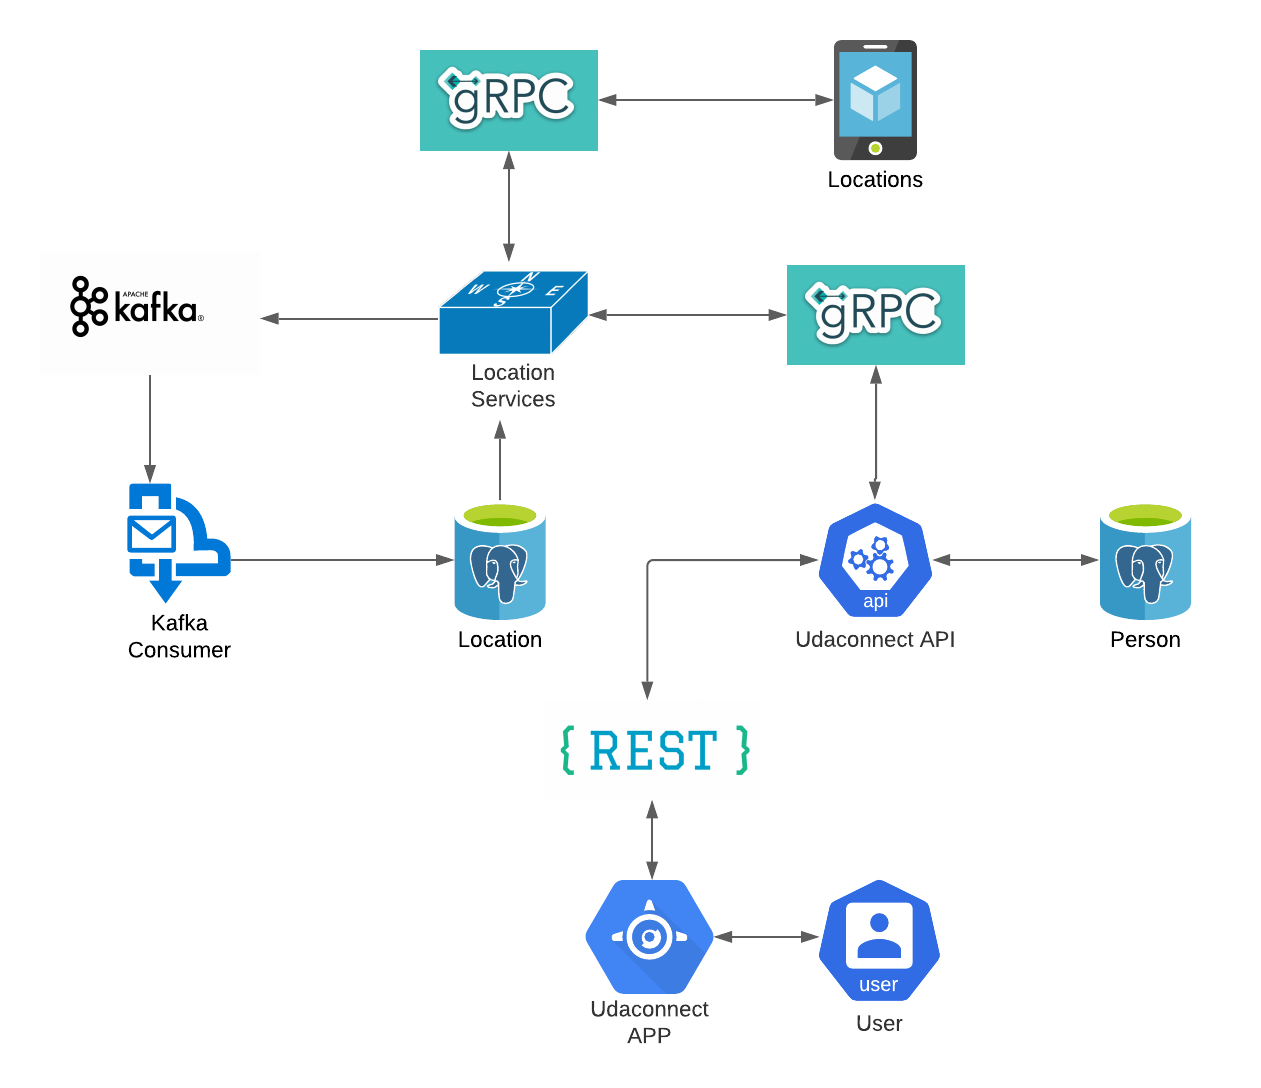 gRPC
Locations
APACHE
kafka®
N
W
E
S
gRPC
Location
Services
Kafka
Consumer
Location
api
Udaconnect API
Person
{ REST }
Udaconnect
APP
user
User